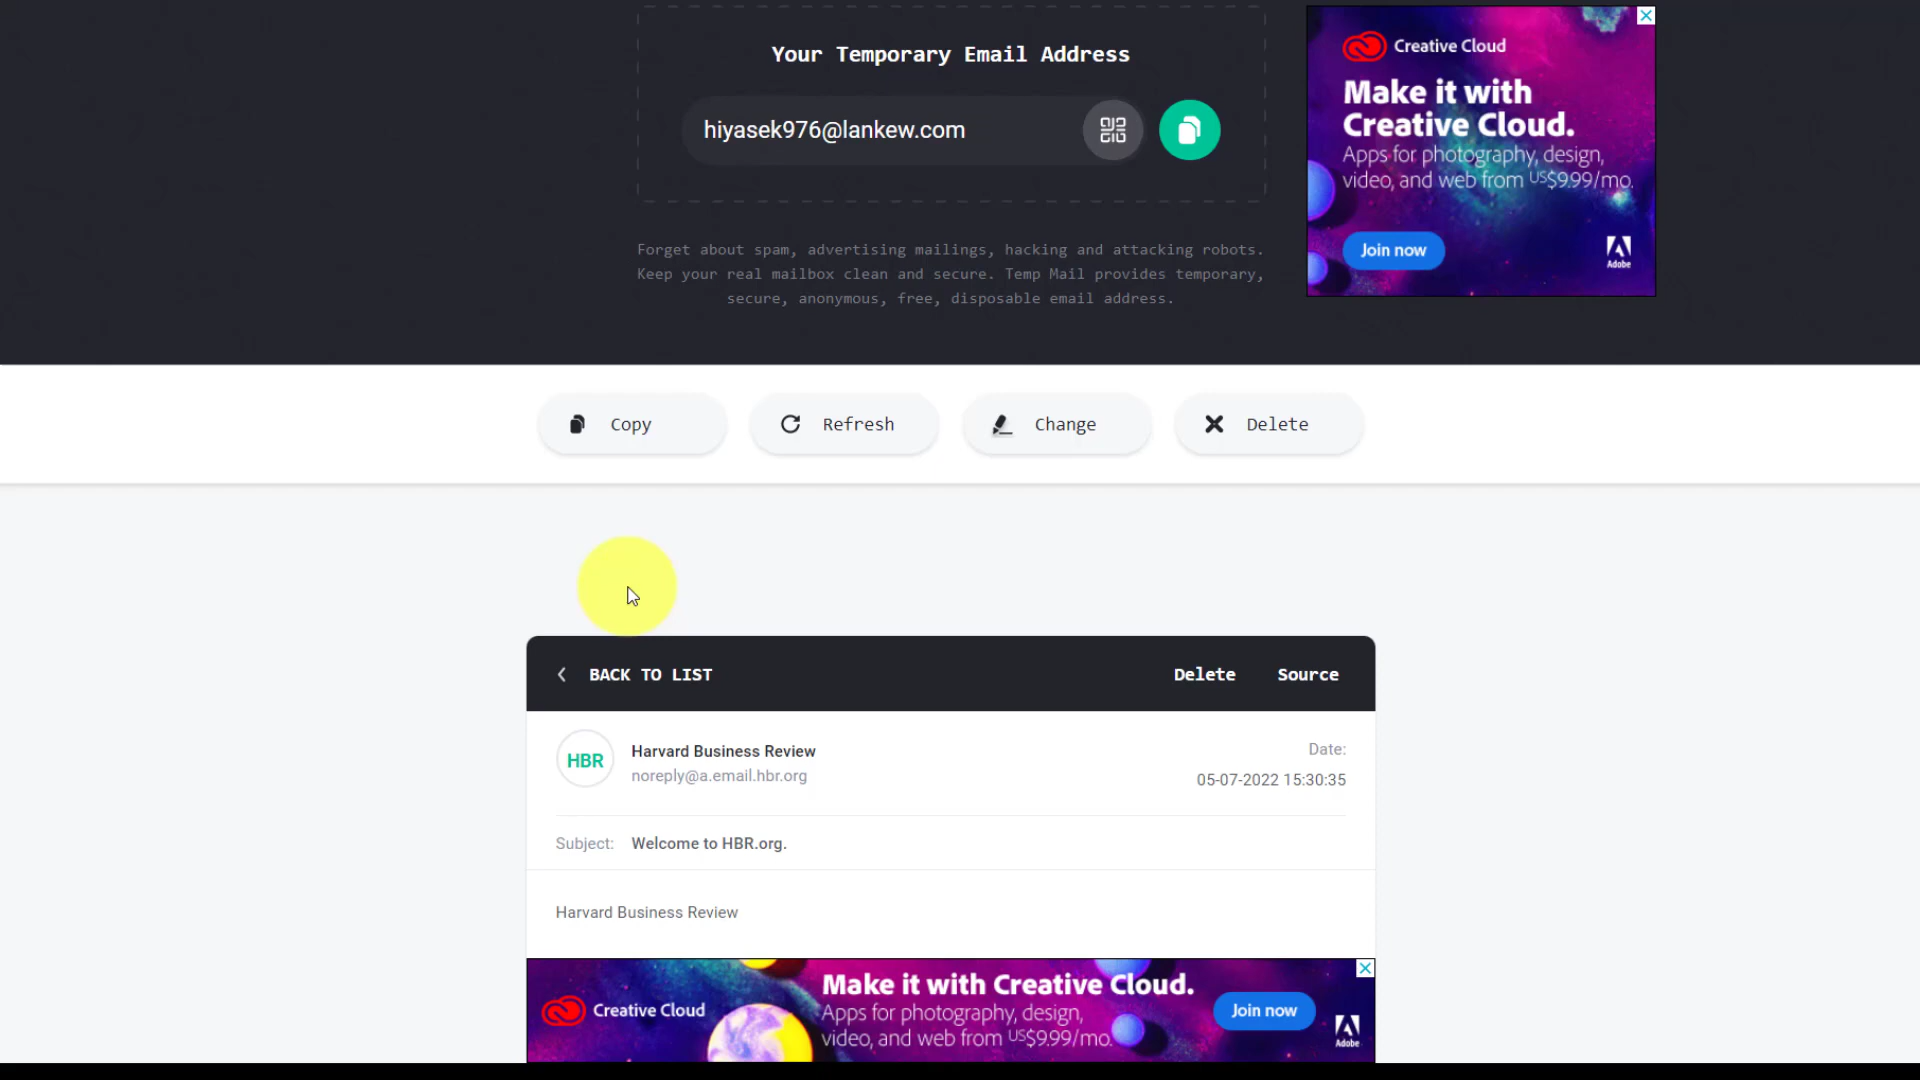 Your Temporary Email Address
hiyasek976@lankew.com
Forget about spam, advertising mailings, hacking and attacking robots.
Keep your real mailbox clean and secure. Temp Mail provides temporary,
secure, anonymous, free, disposable email address.
Creative Cloud
Make it with
Creative Cloud.
Apps for photography, design,
video, and web from US$9.99/mo.
Join now
Adobe
Copy
Refresh
Change
Delete
BACK TO LIST
Delete
Source
HBR
Harvard Business Review
noreply@a.email.hbr.org
Date:
05-07-2022 15:30:35
Subject: Welcome to HBR.org.
Harvard Business Review
Creative Cloud
Make it with Creative Cloud.
Apps for photography, design,
video, and web from US$9.99/mo.
Join now
Adobe